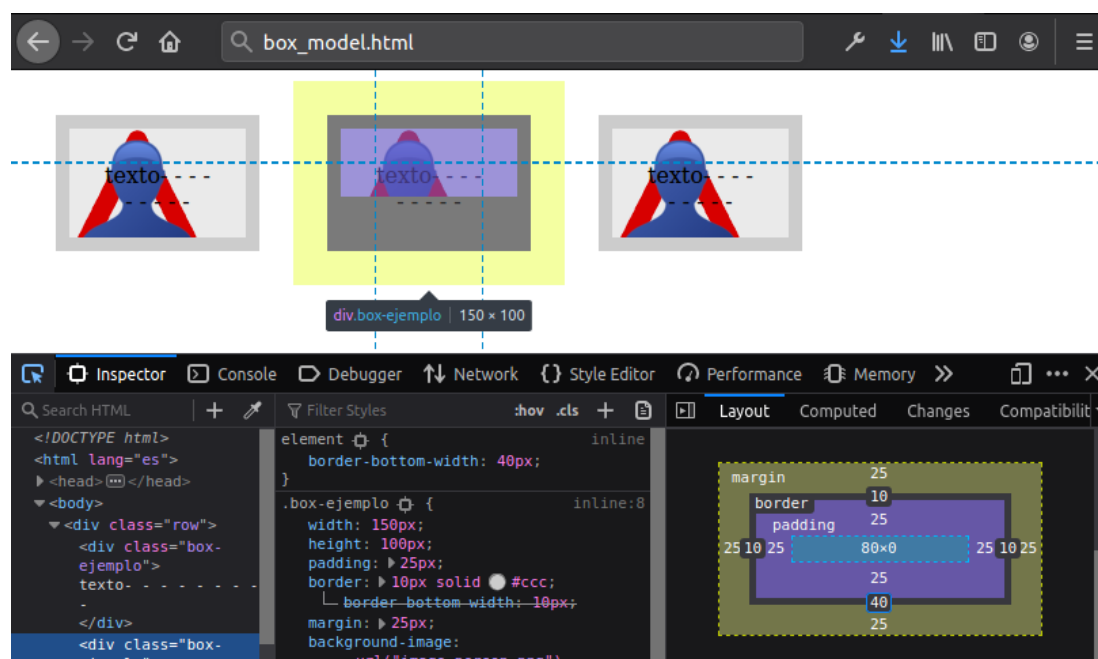 box_model.html
texto- - - -
- - - - -
texto- - - -
- - - - -
texto- - - -
- - - - -
div.box-ejemplo | 150 × 100
Inspector Console Debugger Network {} Style Editor Performance Memory
Search HTML
<!DOCTYPE html>
<html lang="es">
<head> </head>
<body>
<div class="row">
<div class="box-
ejemplo">
texto- - - - - - - -
-
</div>
<div class="box-
Filter Styles :hov .cls +
element { inline
border-bottom-width: 40px;
}
.box-ejemplo { inline:8
width: 150px;
height: 100px;
padding: 25px;
border: 10px solid #ccc;
border-bottom-width: 10px;
margin: 25px;
background-image:
Layout Computed Changes Compatibilit
margin 25
border 10
padding 25
25 10 25 80×0 25 10 25
25
40
25